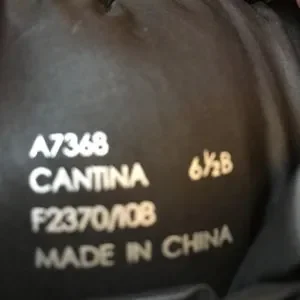 A7368
CANTINA 6½B
F2370/108
MADE IN CHINA